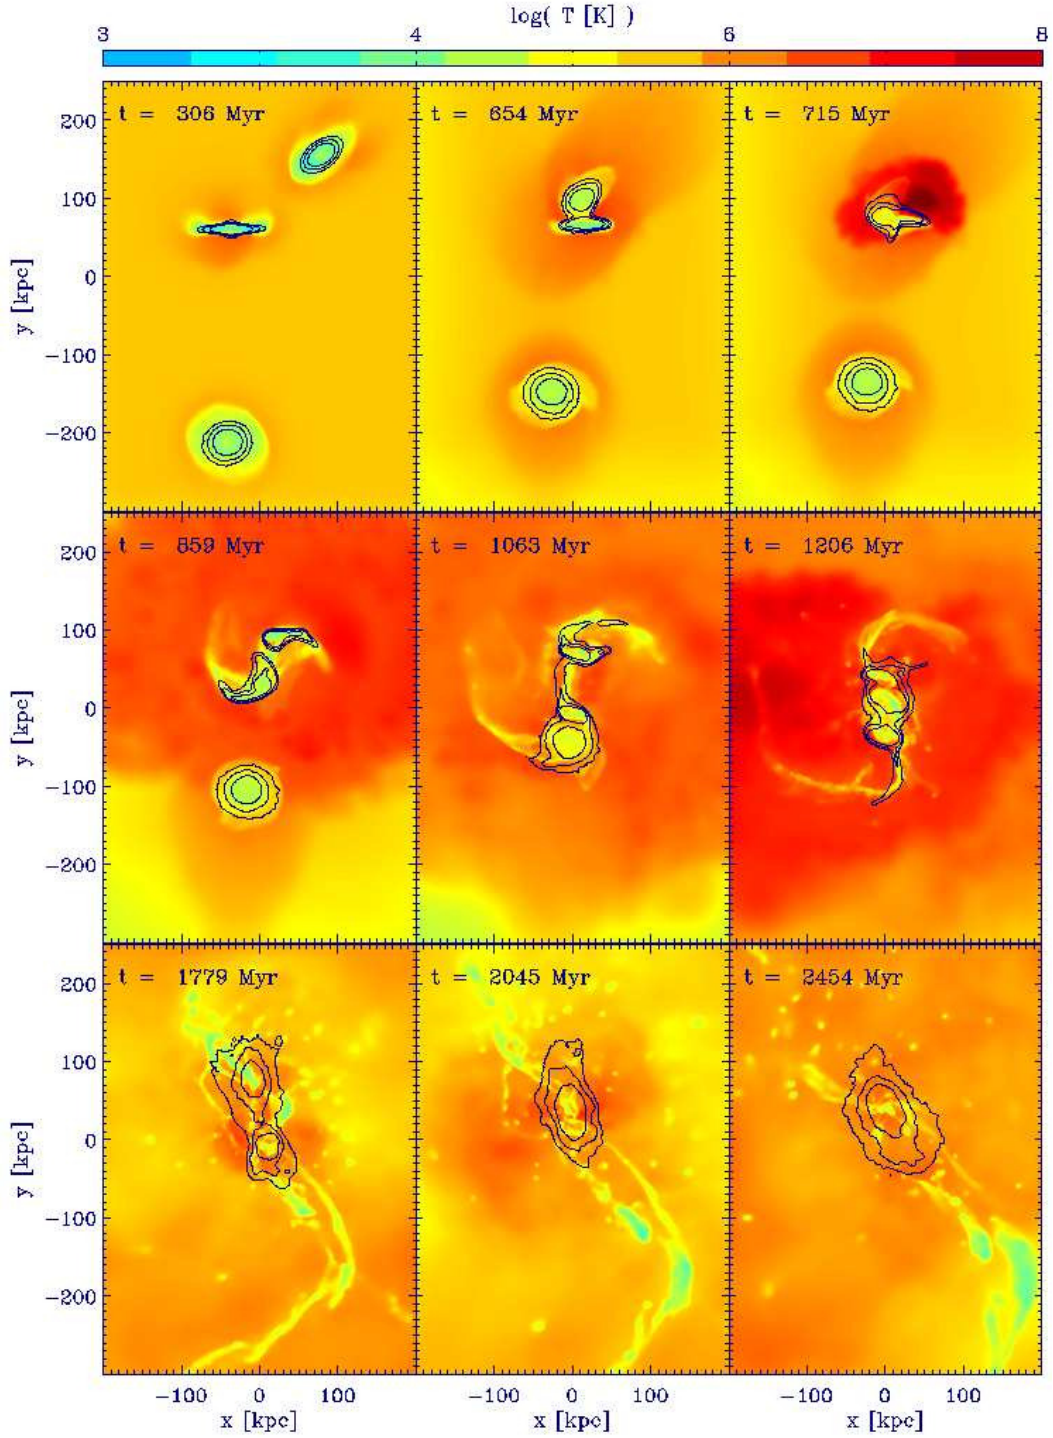 log( T [K] )
3 4 6 8
t = 306 Myr t = 654 Myr t = 715 Myr
200
100
0
−100
−200
y [kpc]
t = 859 Myr t = 1063 Myr t = 1206 Myr
200
100
0
−100
−200
y [kpc]
t = 1779 Myr t = 2045 Myr t = 2454 Myr
200
100
0
−100
−200
y [kpc]
−100 0 100 −100 0 100 −100 0 100
x [kpc] x [kpc] x [kpc]